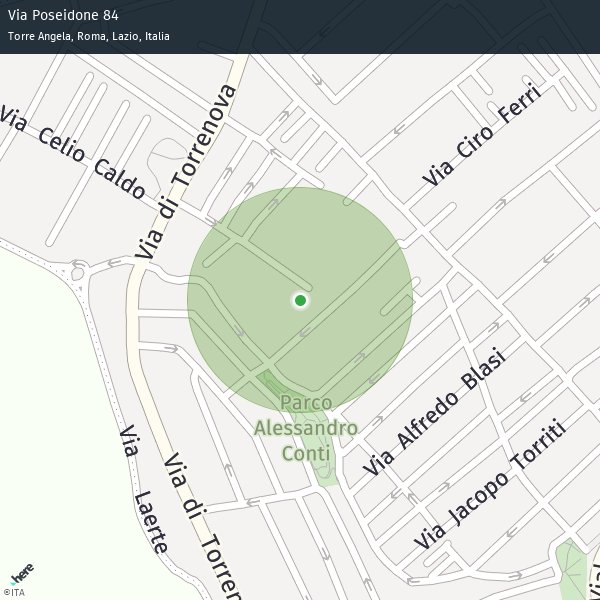 Via Poseidone 84
Torre Angela, Roma, Lazio, Italia
Via di Torrenova
Via Ciro Ferri
Via Celio Caldo
Parco
Alessandro
Conti
Via Alfredo Blasi
Via Jacopo Torriti
Via Laerte
Via di Torren
Vial
here
©ITA